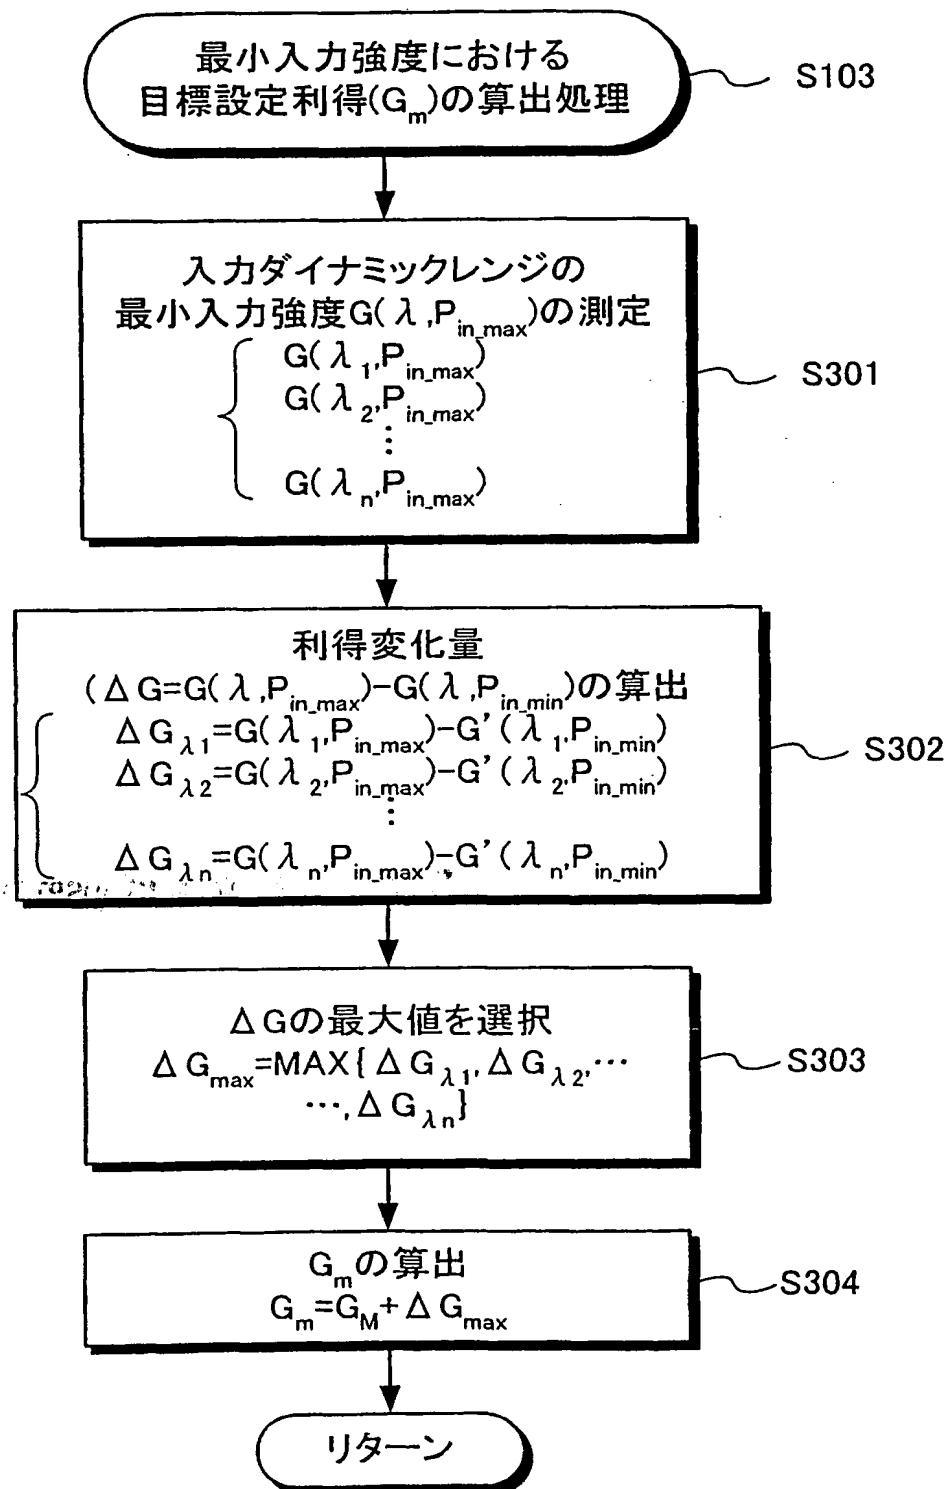 最小入力強度における
目標設定利得(Gm)の算出処理
S103
入力ダイナミックレンジの
最小入力強度G(λ,Pin_max)の測定
G(λ1,Pin_max)
G(λ2,Pin_max)
⋮
G(λn,Pin_max)
S301
利得変化量
(ΔG=G(λ,Pin_max)-G(λ,Pin_min)の算出
ΔGλ1=G(λ1,Pin_max)-G'(λ1,Pin_min)
ΔGλ2=G(λ2,Pin_max)-G'(λ2,Pin_min)
⋮
ΔGλn=G(λn,Pin_max)-G'(λn,Pin_min)
S302
ΔGの最大値を選択
ΔGmax=MAX{ΔGλ1,ΔGλ2,…
…,ΔGλn}
S303
Gmの算出
Gm=GM+ΔGmax
S304
リターン